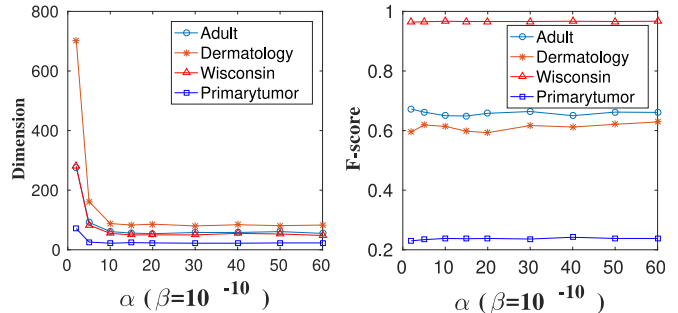 800
600
400
200
0
Dimension
Adult
Dermatology
Wisconsin
Primarytumor
0 10 20 30 40 50 60
α (β=10 -10)
1
0.8
0.6
0.4
0.2
F-score
Adult
Dermatology
Wisconsin
Primarytumor
0 10 20 30 40 50 60
α (β=10 -10)